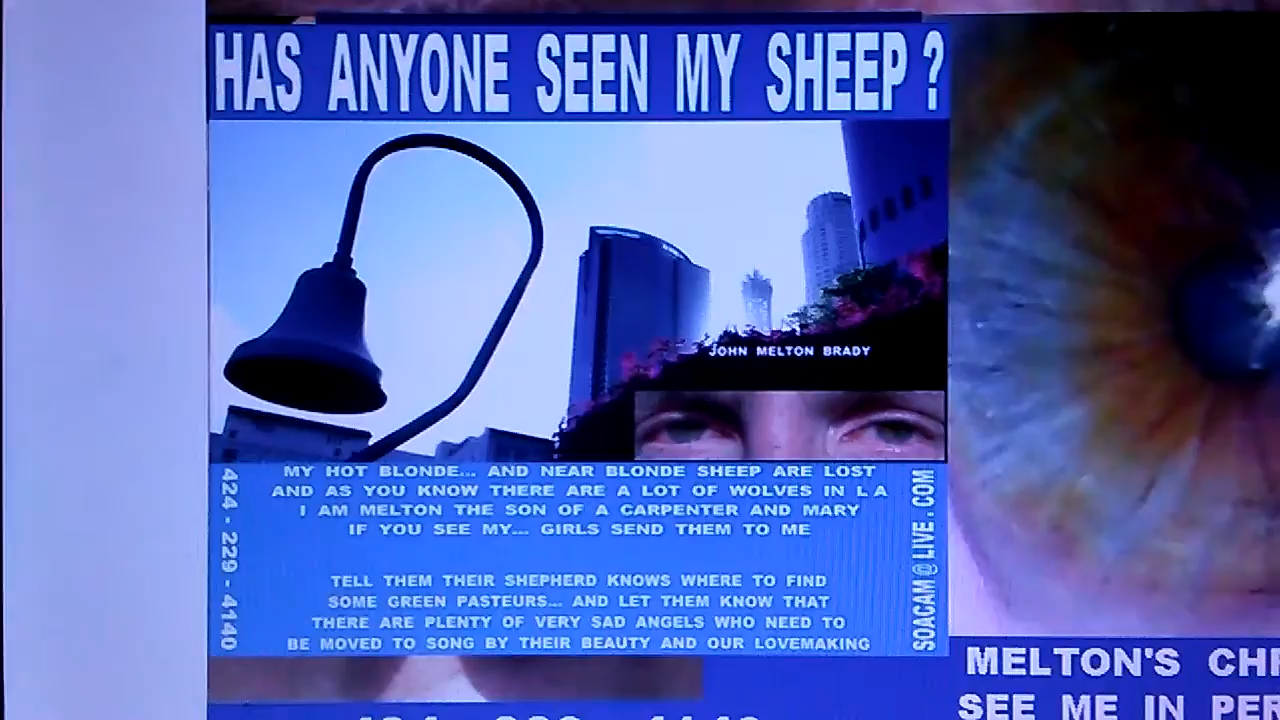 HAS ANYONE SEEN MY SHEEP ?
JOHN MELTON BRADY
MY HOT BLONDE... AND NEAR BLONDE SHEEP ARE LOST
AND AS YOU KNOW THERE ARE A LOT OF WOLVES IN L A
I AM MELTON THE SON OF A CARPENTER AND MARY
IF YOU SEE MY... GIRLS SEND THEM TO ME
TELL THEM THEIR SHEPHERD KNOWS WHERE TO FIND
SOME GREEN PASTEURS... AND LET THEM KNOW THAT
THERE ARE PLENTY OF VERY SAD ANGELS WHO NEED TO
BE MOVED TO SONG BY THEIR BEAUTY AND OUR LOVEMAKING
424 - 229 - 4140
SOACAM@LIVE.COM
MELTON'S
SEE ME IN